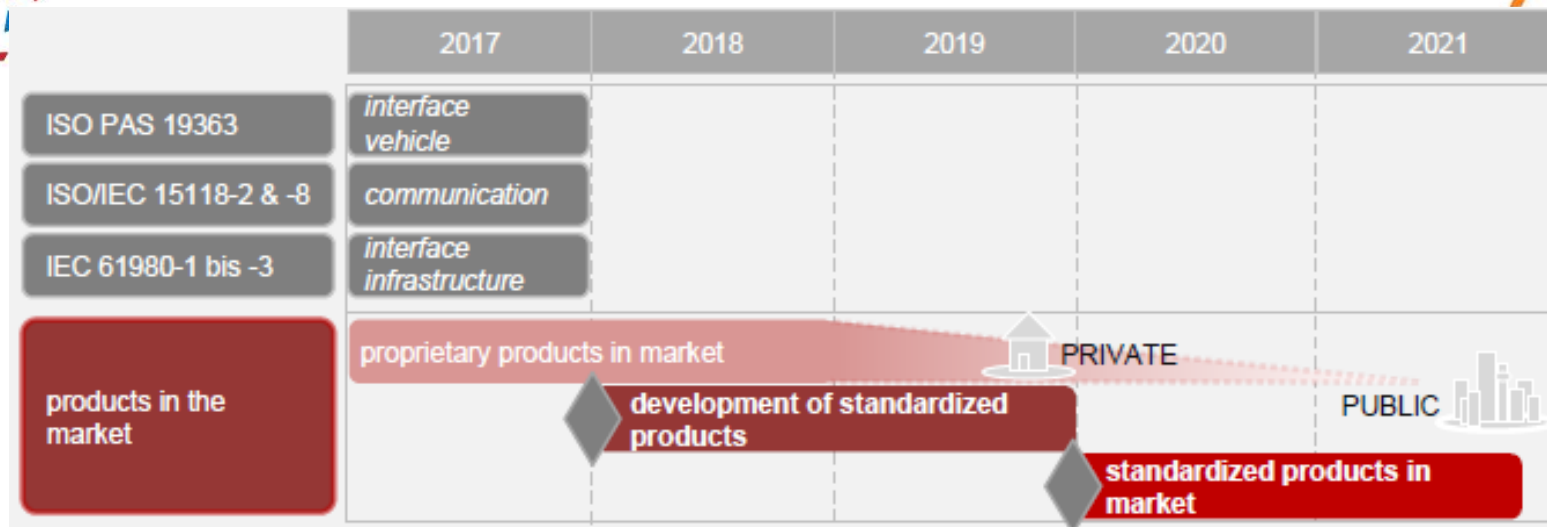 2017 2018 2019 2020 2021
ISO PAS 19363
interface
vehicle
ISO/IEC 15118-2 & -8
communication
IEC 61980-1 bis -3
interface
infrastructure
products in the
market
proprietary products in market
PRIVATE
development of standardized
products
PUBLIC
standardized products in
market